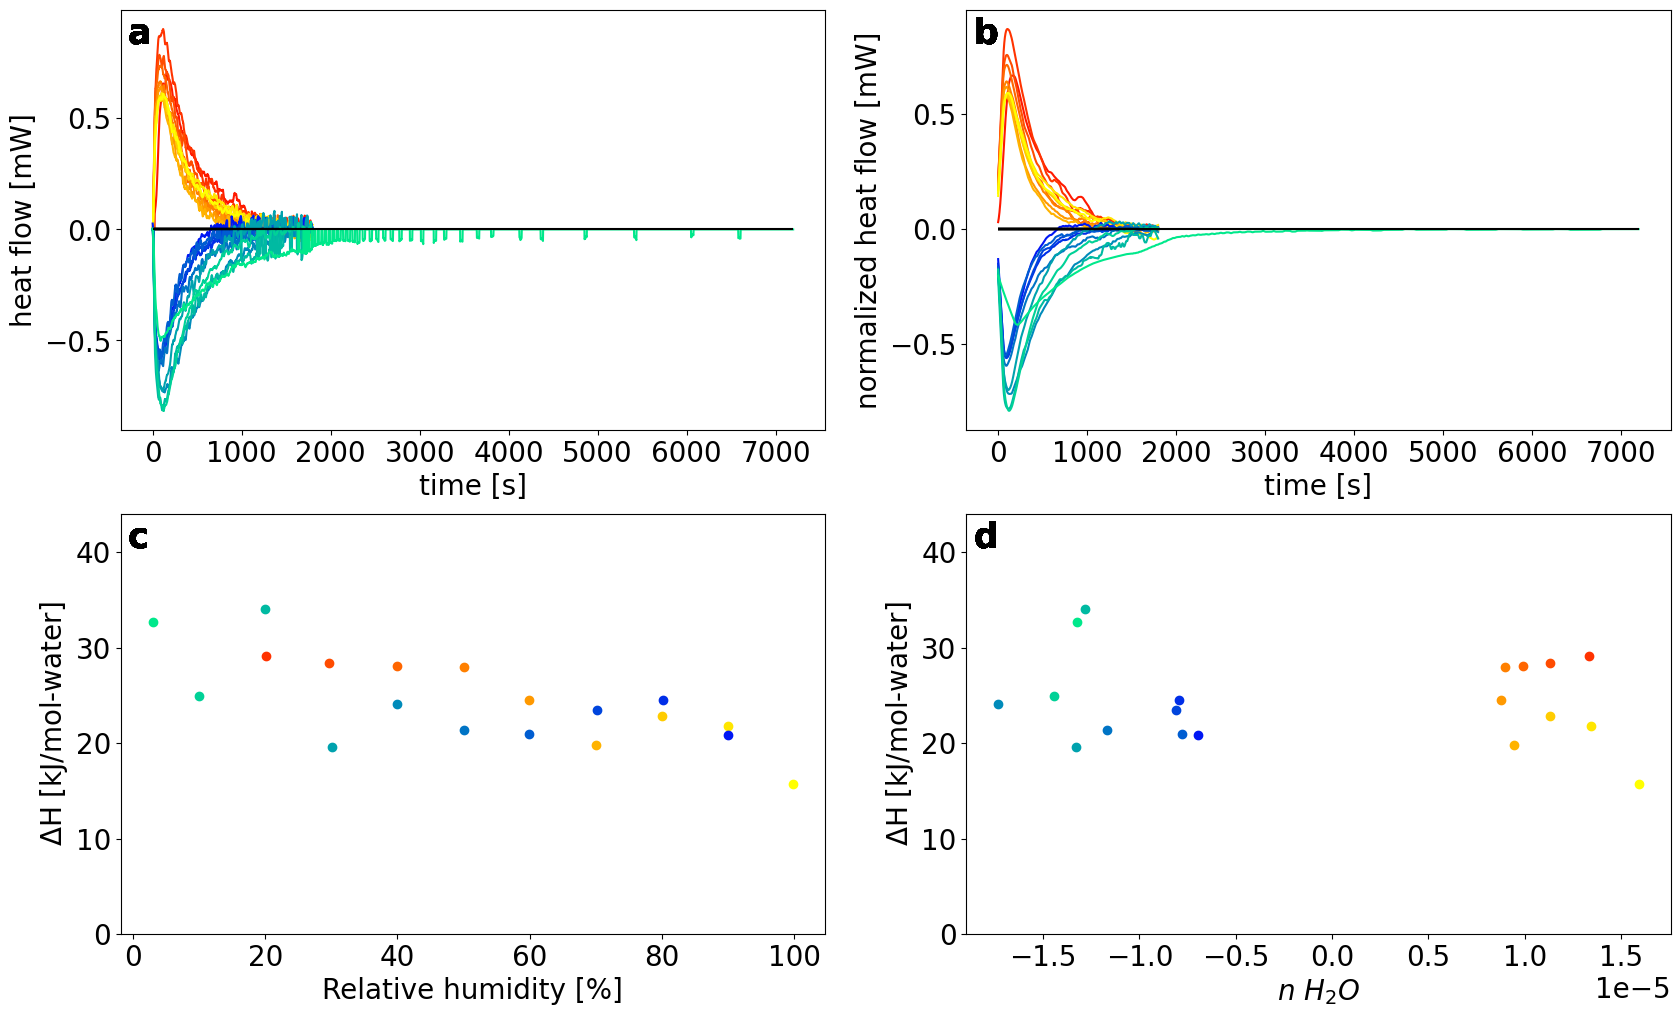 a
heat flow [mW]
0.5
0.0
−0.5
0 1000 2000 3000 4000 5000 6000 7000
time [s]
b
normalized heat flow [mW]
0.5
0.0
−0.5
0 1000 2000 3000 4000 5000 6000 7000
time [s]
c
ΔH [kJ/mol-water]
40
30
20
10
0
0 20 40 60 80 100
Relative humidity [%]
d
ΔH [kJ/mol-water]
40
30
20
10
0
−1.5 −1.0 −0.5 0.0 0.5 1.0 1.5
1e−5
n H₂O